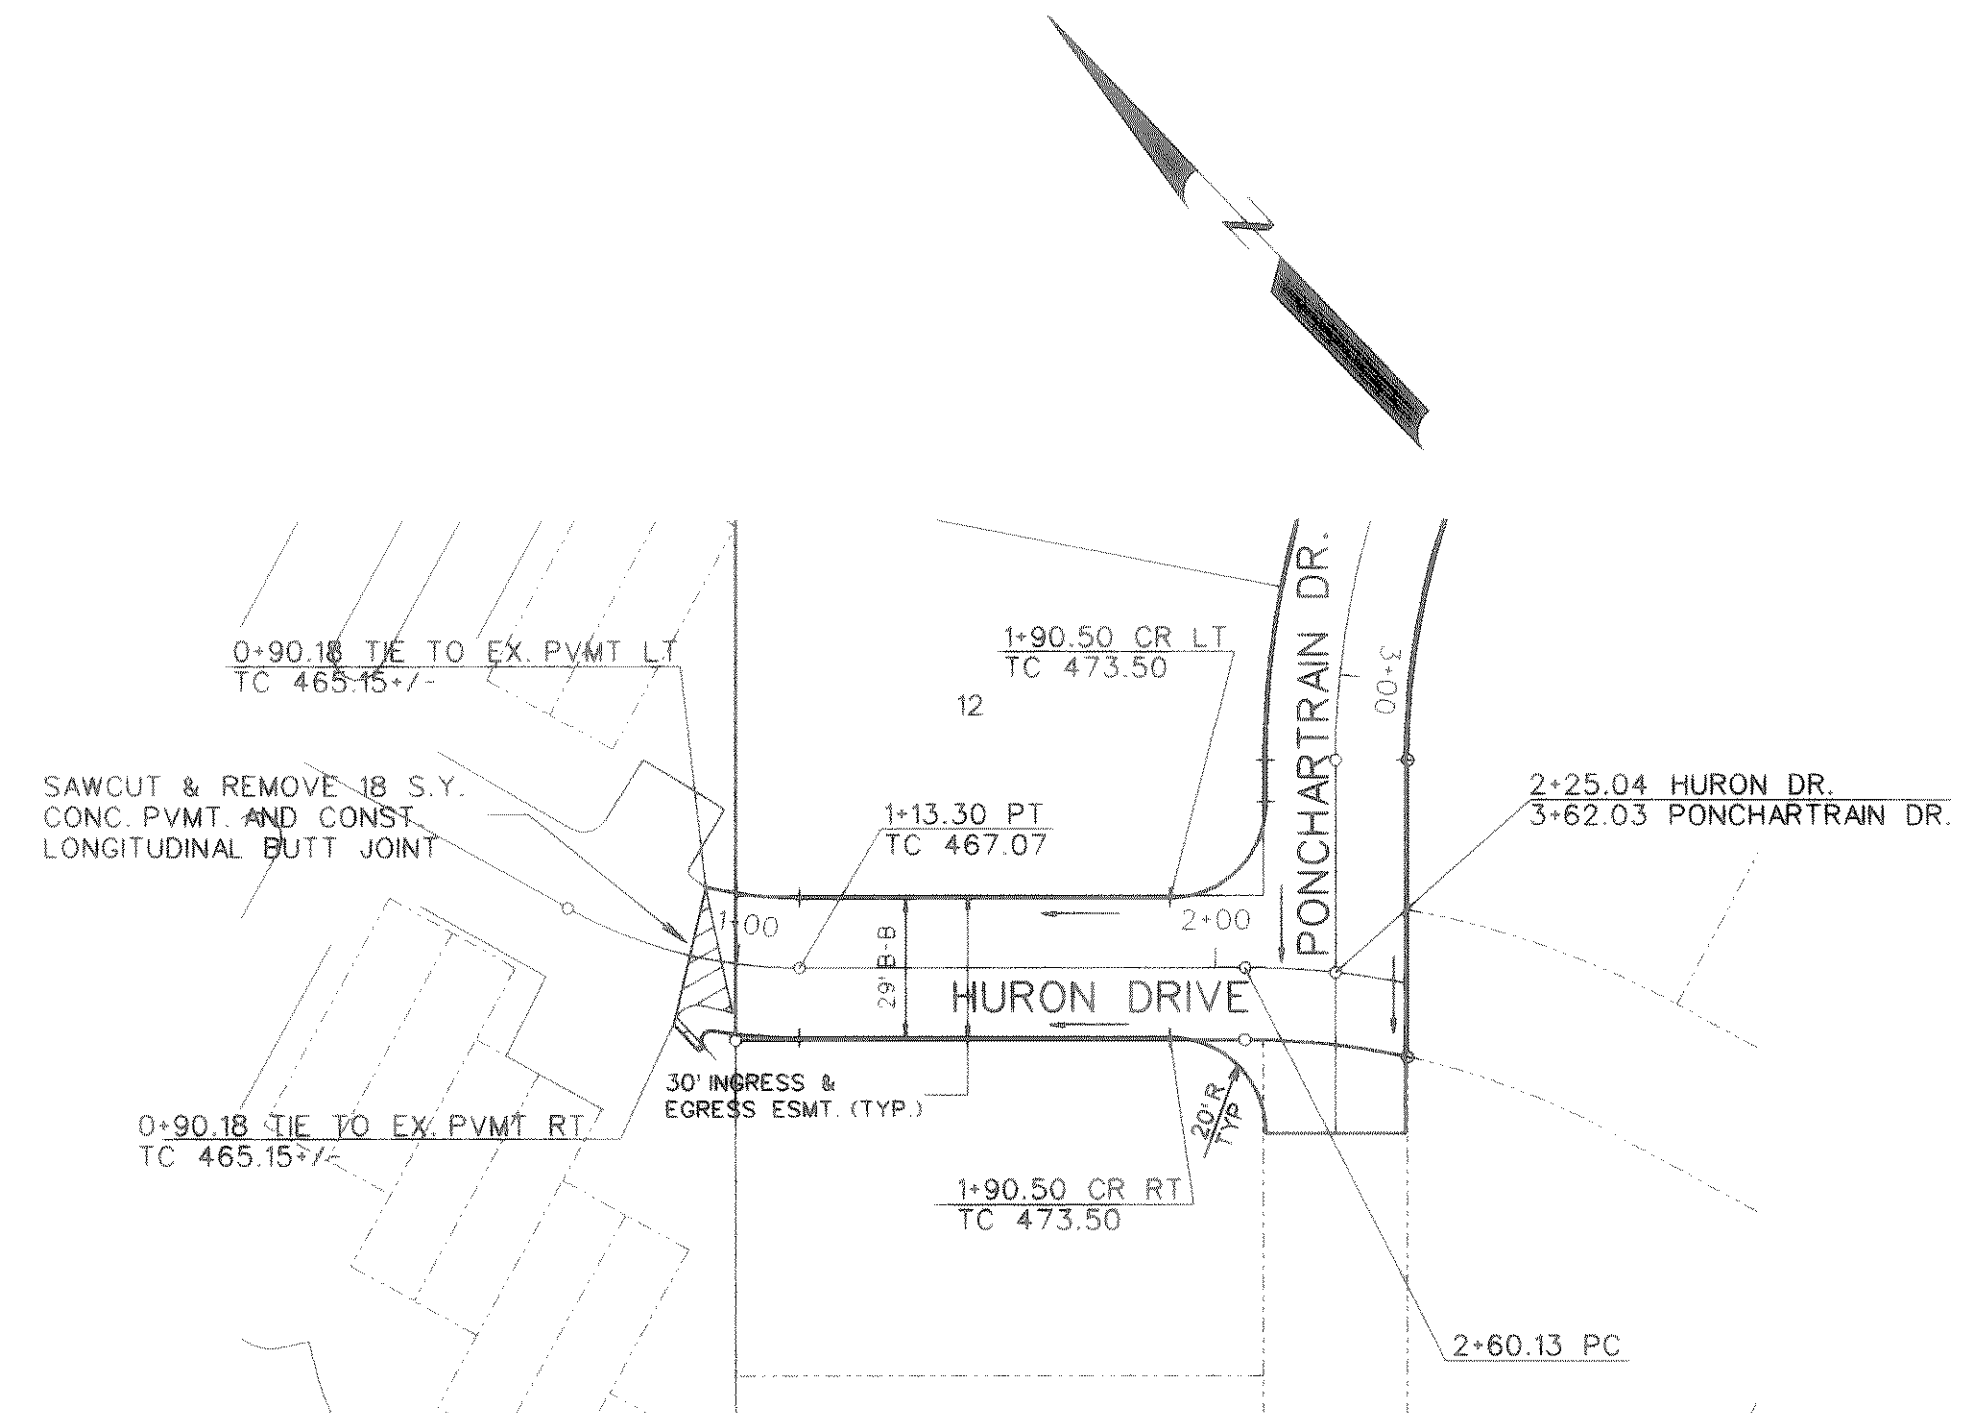 N
PONCHARTRAIN DR.
3+00
0+90.18 TIE TO EX. PVMT LT
TC 465.15+/-
1+90.50 CR LT
TC 473.50
12
SAWCUT & REMOVE 18 S.Y.
CONC. PVMT. AND CONST.
LONGITUDINAL BUTT JOINT
1+13.30 PT
TC 467.07
2+25.04 HURON DR.
3+62.03 PONCHARTRAIN DR.
1+00
2+00
29' B-B
HURON DRIVE
30' INGRESS &
EGRESS ESMT. (TYP.)
20' R
TYP
0+90.18 TIE TO EX. PVMT RT
TC 465.15+/-
1+90.50 CR RT
TC 473.50
2+60.13 PC